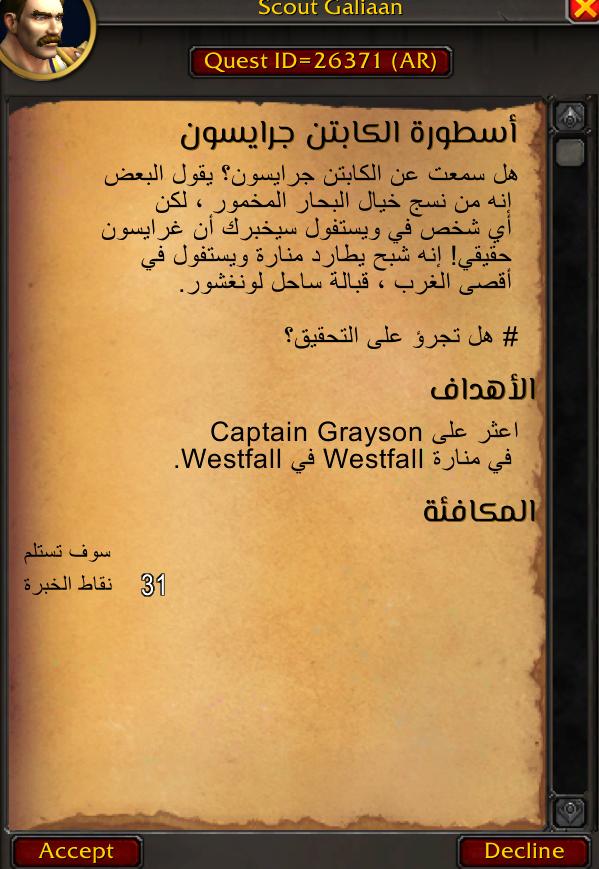 Scout Galiaan
Quest ID=26371 (AR)
أسطورة الكابتن جرايسون
هل سمعت عن الكابتن جرايسون؟ يقول البعض
إنه من نسج خيال البحار المخمور ، لكن
أي شخص في ويستفول سيخبرك أن غرايسون
حقيقي! إنه شبح يطارد منارة ويستفول في
أقصى الغرب ، قبالة ساحل لونغشور.
# هل تجرؤ على التحقيق؟
الأهداف
اعثر على Captain Grayson
في منارة Westfall في Westfall.
المكافئة
سوف تستلم
نقاط الخبرة 31
Accept
Decline